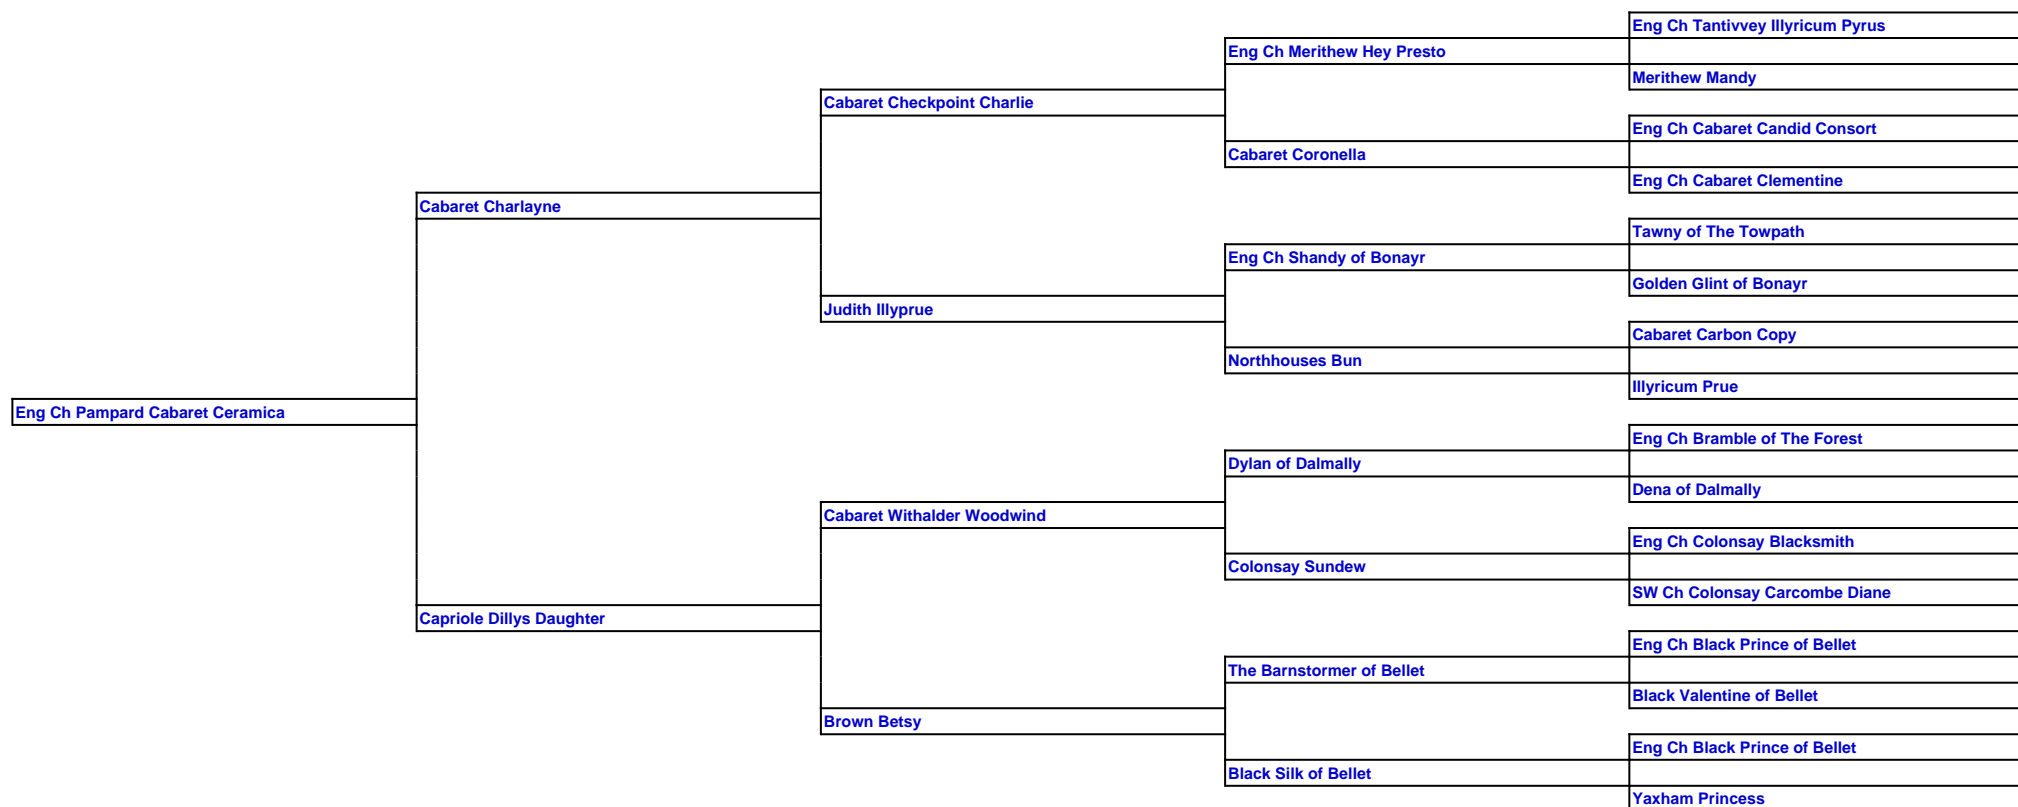 Eng Ch Tantivvey Illyricum Pyrus
Eng Ch Merithew Hey Presto
Merithew Mandy
Cabaret Checkpoint Charlie
Eng Ch Cabaret Candid Consort
Cabaret Coronella
Eng Ch Cabaret Clementine
Cabaret Charlayne
Tawny of The Towpath
Eng Ch Shandy of Bonayr
Golden Glint of Bonayr
Judith Illyprue
Cabaret Carbon Copy
Northhouses Bun
Illyricum Prue
Eng Ch Pampard Cabaret Ceramica
Eng Ch Bramble of The Forest
Dylan of Dalmally
Dena of Dalmally
Cabaret Withalder Woodwind
Eng Ch Colonsay Blacksmith
Colonsay Sundew
SW Ch Colonsay Carcombe Diane
Capriole Dillys Daughter
Eng Ch Black Prince of Bellet
The Barnstormer of Bellet
Black Valentine of Bellet
Brown Betsy
Eng Ch Black Prince of Bellet
Black Silk of Bellet
Yaxham Princess